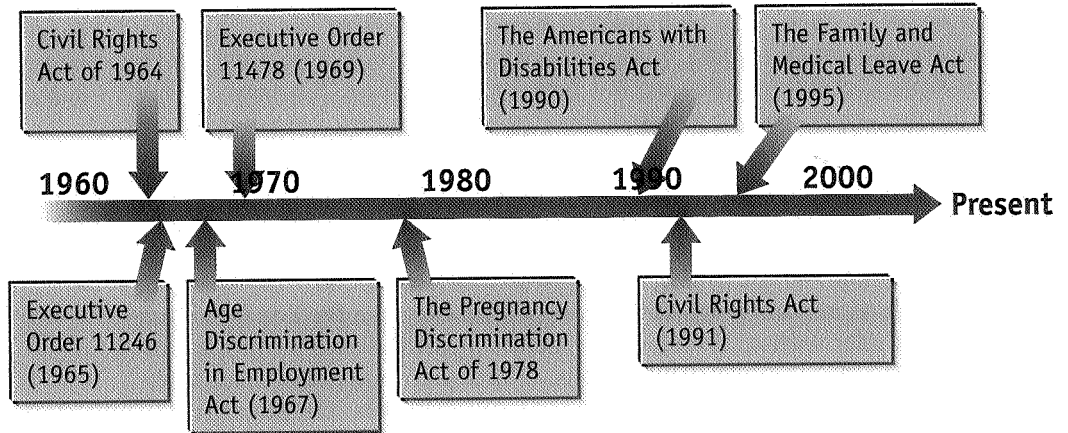 Civil Rights
Act of 1964
Executive Order
11478 (1969)
The Americans with
Disabilities Act
(1990)
The Family and
Medical Leave Act
(1995)
1960
1970
1980
1990
2000
Present
Executive
Order 11246
(1965)
Age
Discrimination
in Employment
Act (1967)
The Pregnancy
Discrimination
Act of 1978
Civil Rights Act
(1991)